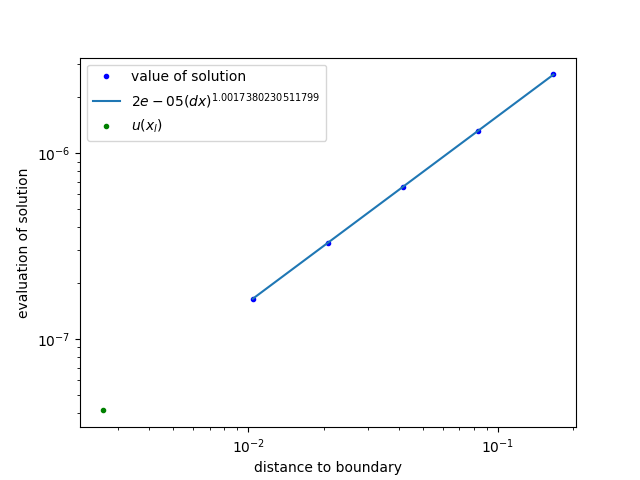 value of solution
2e − 05(dx)^1.0017380230511799
u(x_l)
10^−6
10^−7
10^−2
10^−1
evaluation of solution
distance to boundary